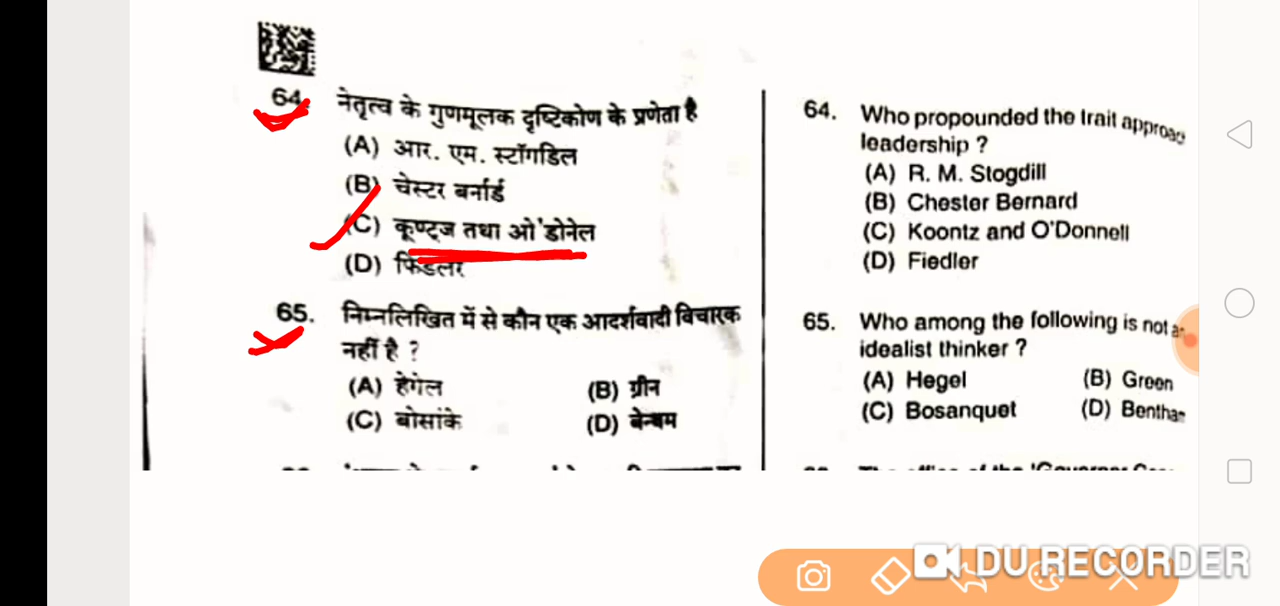 64. नेतृत्व के गुणमूलक दृष्टिकोण के प्रणेता है
(A) आर. एम. स्टॉगडिल
(B) चेस्टर बर्नार्ड
(C) कूण्ट्ज तथा ओ'डोनेल
(D) फिडलर
65. निम्नलिखित में से कौन एक आदर्शवादी विचारक
नहीं है ?
(A) हेगेल (B) ग्रीन
(C) बोसांके (D) बेन्थम
64. Who propounded the trait approac
leadership ?
(A) R. M. Stogdill
(B) Chester Bernard
(C) Koontz and O'Donnell
(D) Fiedler
65. Who among the following is not a
idealist thinker ?
(A) Hegel (B) Green
(C) Bosanquet (D) Bentham
DU RECORDER